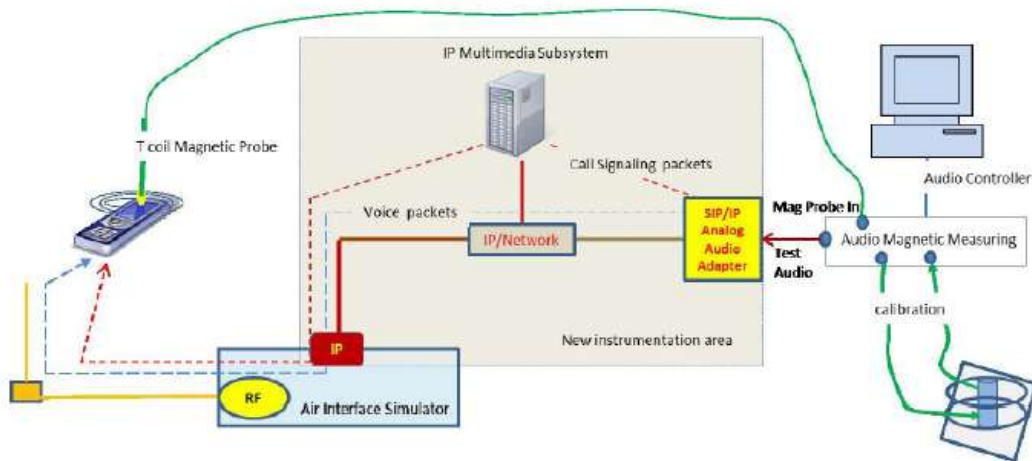 IP Multimedia Subsystem
T coil Magnetic Probe
Call Signaling packets
Audio Controller
Voice packets
Mag Probe In
SIP/IP
Analog
Audio
Adapter
IP/Network
Audio Magnetic Measuring
Test
Audio
calibration
New instrumentation area
IP
RF
Air Interface Simulator